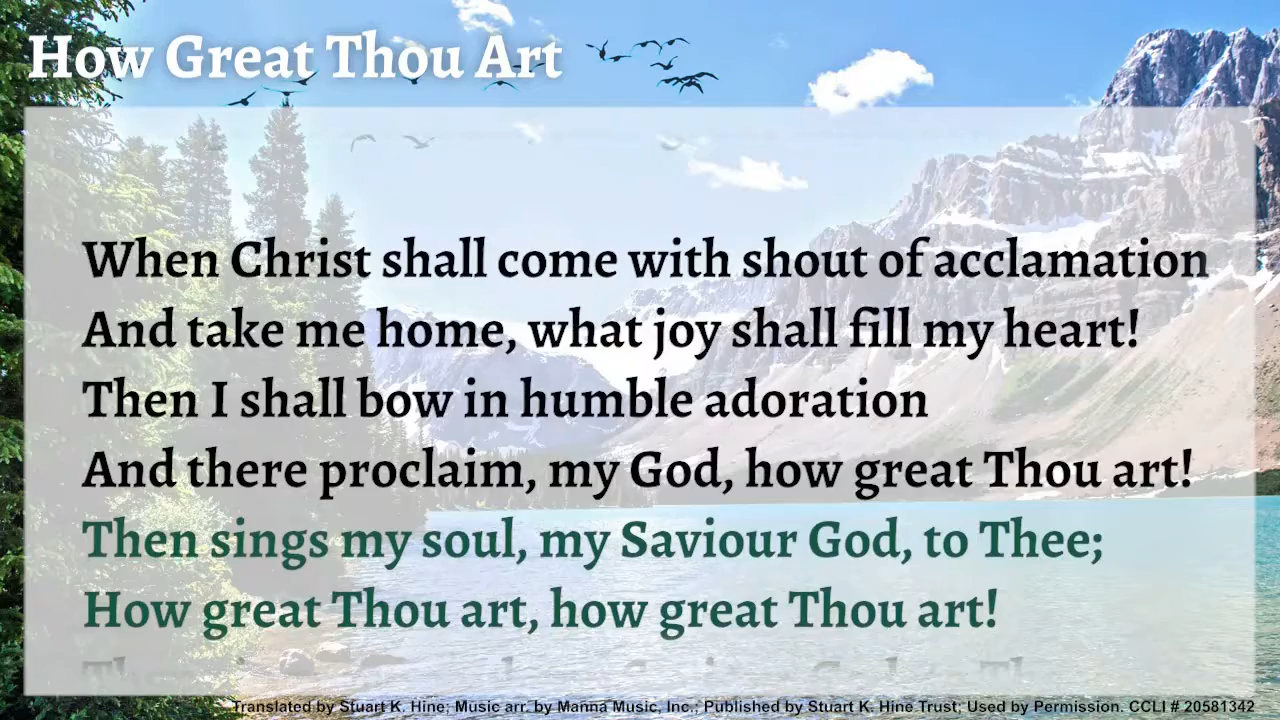 How Great Thou Art
When Christ shall come with shout of acclamation
And take me home, what joy shall fill my heart!
Then I shall bow in humble adoration
And there proclaim, my God, how great Thou art!
Then sings my soul, my Saviour God, to Thee;
How great Thou art, how great Thou art!
Translated by Stuart K. Hine; Music arr. by Manna Music, Inc.; Published by Stuart K. Hine Trust; Used by Permission. CCLI # 20581342